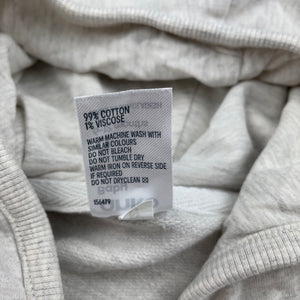 99% COTTON
1% VISCOSE
WARM MACHINE WASH WITH
SIMILAR COLOURS
DO NOT BLEACH
DO NOT TUMBLE DRY
WARM IRON ON REVERSE SIDE
IF REQUIRED
DO NOT DRYCLEAN